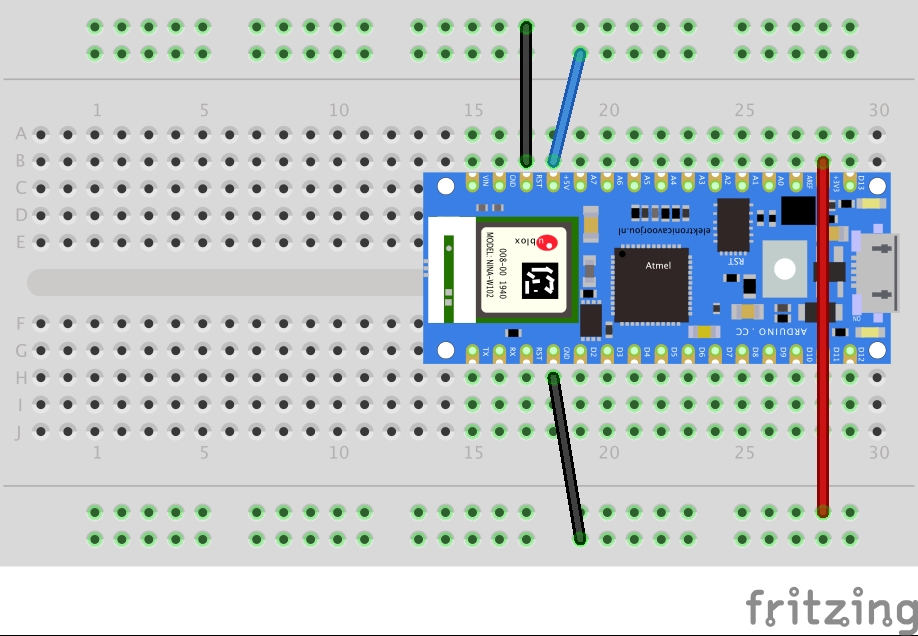 1 5 10 15 20 25 30
A
B
VIN GND RST +5V A7 A6 A5 A4 A3 A2 A1 A0 AREF +3V3 D13
C
D
elektronicavoorjou.nl
E
ublox
MODEL: NINA-W102
008-00 1940
RST
Atmel
F
ARDUINO . CC
G
TX RX RST GND D2 D3 D4 D5 D6 D7 D8 D9 D10 D11 D12
H
I
J
1 5 10 15 20 25 30
fritzing